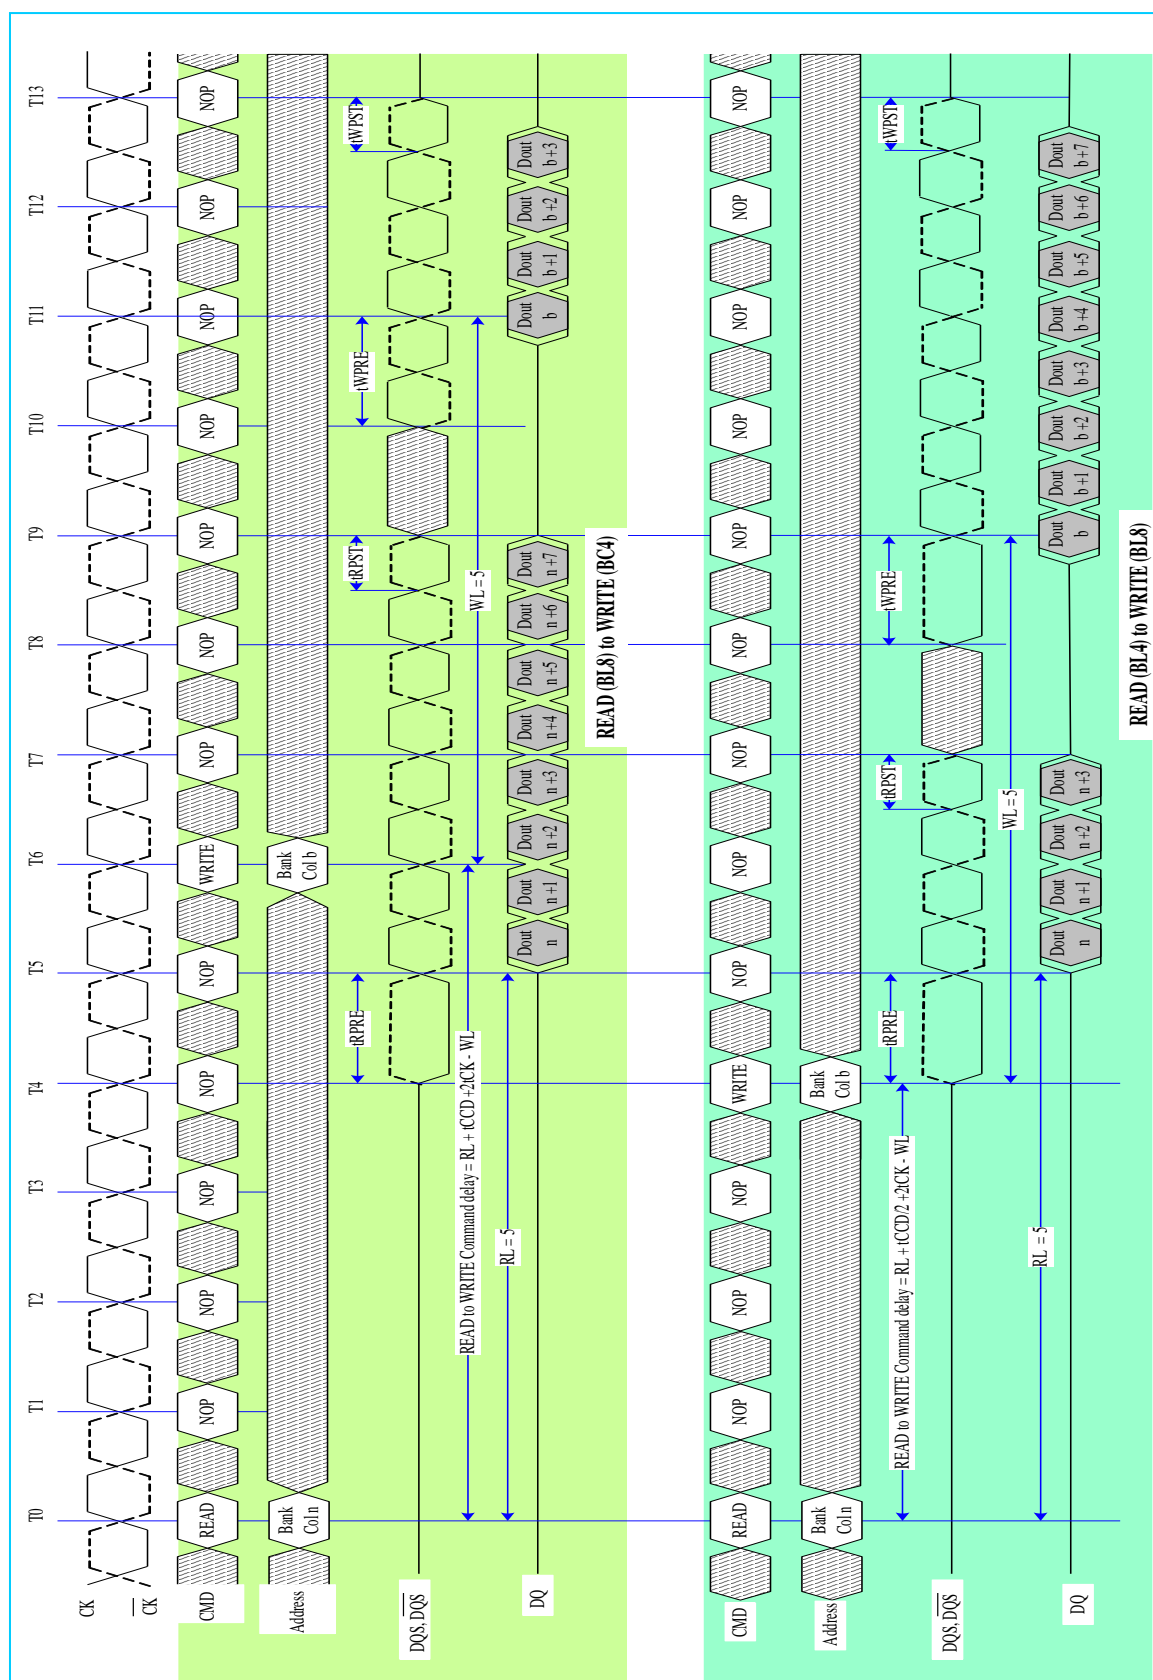 T0 T1 T2 T3 T4 T5 T6 T7 T8 T9 T10 T11 T12 T13
CK
CK
CMD READ NOP NOP NOP NOP NOP WRITE NOP NOP NOP NOP NOP NOP NOP
Address Bank Col n Bank Col b
tRPRE tRPST tWPRE tWPST
DQS, DQS
READ to WRITE Command delay = RL + tCCD +2tCK - WL WL = 5
RL = 5
DQ Dout n Dout n+1 Dout n+2 Dout n+3 Dout n+4 Dout n+5 Dout n+6 Dout n+7 Dout b Dout b+1 Dout b+2 Dout b+3
READ (BL8) to WRITE (BC4)
CMD READ NOP NOP NOP WRITE NOP NOP NOP NOP NOP NOP NOP NOP NOP
Address Bank Col n Bank Col b
tRPRE tRPST tWPRE tWPST
READ to WRITE Command delay = RL + tCCD/2 +2tCK - WL
DQS, DQS
WL = 5
RL = 5
DQ Dout n Dout n+1 Dout n+2 Dout n+3 Dout b Dout b+1 Dout b+2 Dout b+3 Dout b+4 Dout b+5 Dout b+6 Dout b+7
READ (BL4) to WRITE (BL8)